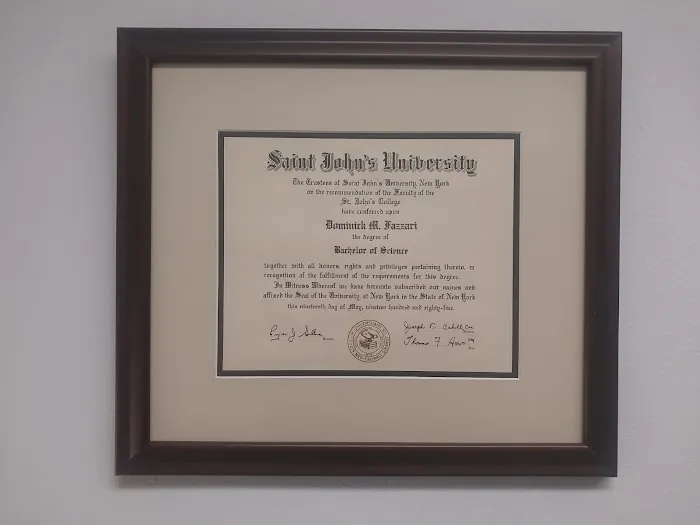 Saint John's University
The Trustees of Saint John's University, New York
on the recommendation of the Faculty of the
St. John's College
have conferred upon
Dominick M. Fazzari
the degree of
Bachelor of Science
together with all honors, rights and privileges pertaining thereto, in
recognition of the fulfillment of the requirements for this degree.
In Witness Whereof we have hereunto subscribed our names and
affixed the Seal of the University, at New York in the State of New York
this nineteenth day of May, nineteen hundred and eighty-five.
Joseph T. Cahill, CM